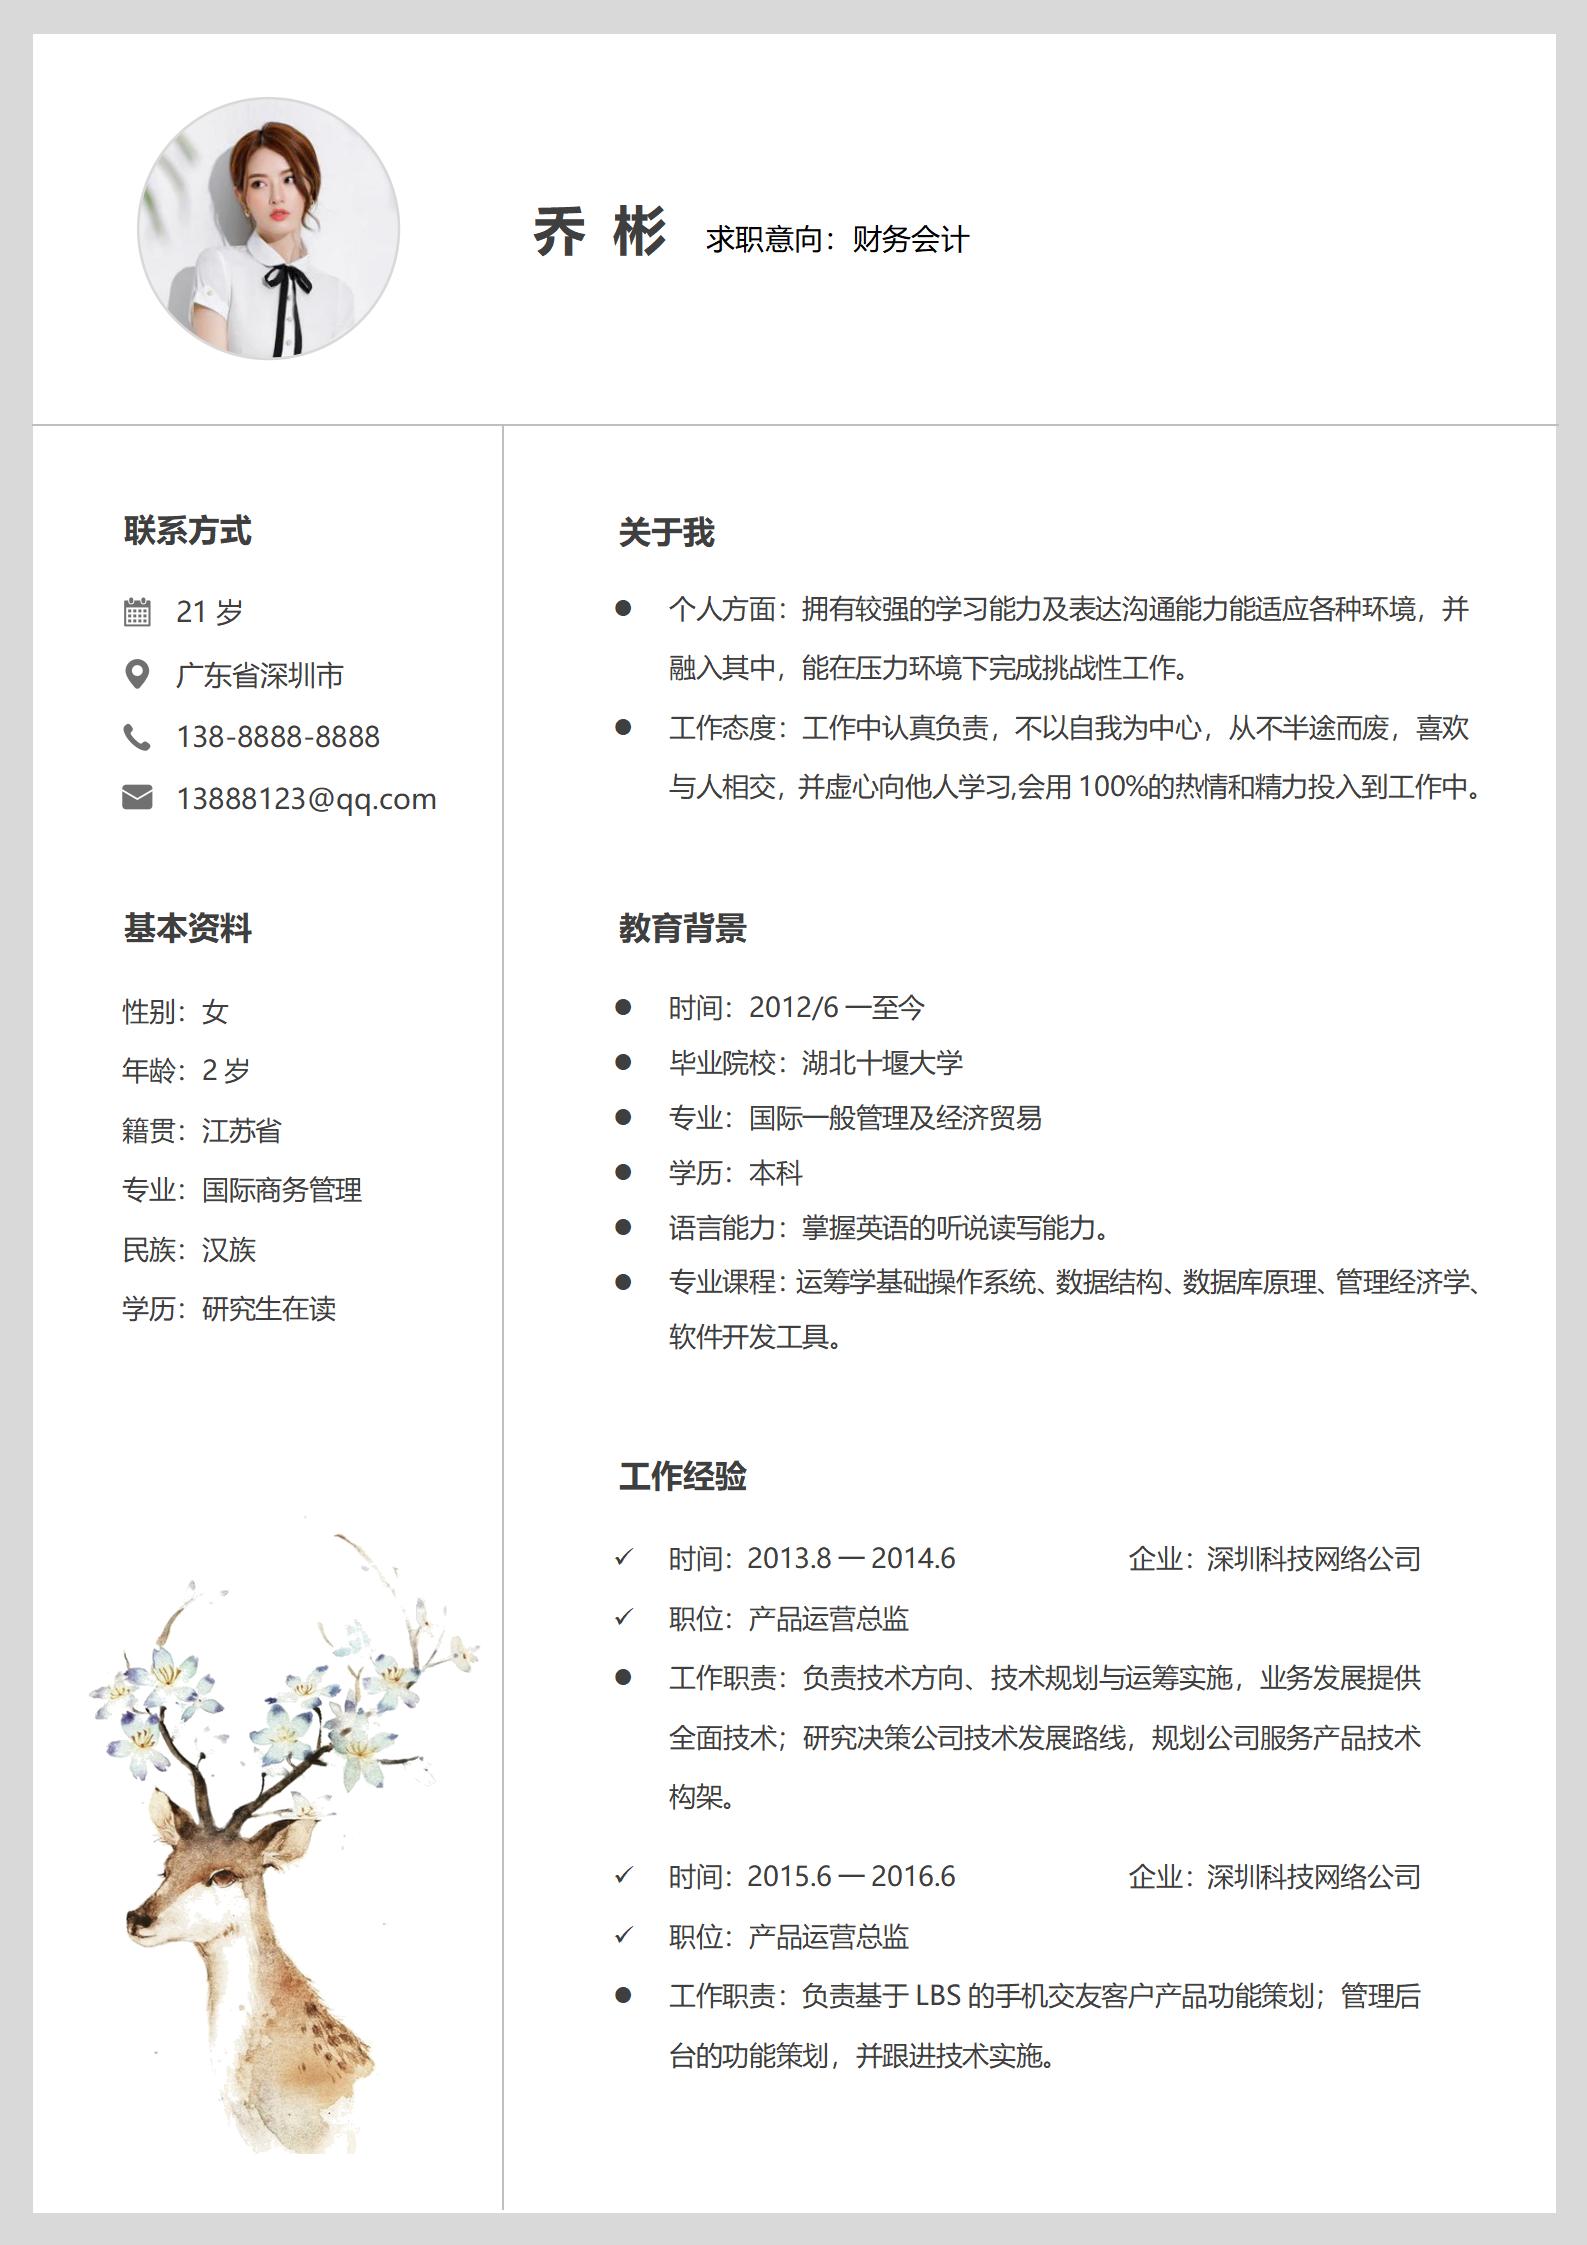 乔 彬 求职意向：财务会计
联系方式
21 岁
广东省深圳市
138-8888-8888
13888123@qq.com
基本资料
性别：女
年龄：2 岁
籍贯：江苏省
专业：国际商务管理
民族：汉族
学历：研究生在读
关于我
● 个人方面：拥有较强的学习能力及表达沟通能力能适应各种环境，并
融入其中，能在压力环境下完成挑战性工作。
● 工作态度：工作中认真负责，不以自我为中心，从不半途而废，喜欢
与人相交，并虚心向他人学习,会用 100%的热情和精力投入到工作中。
教育背景
● 时间：2012/6 一至今
● 毕业院校：湖北十堰大学
● 专业：国际一般管理及经济贸易
● 学历：本科
● 语言能力：掌握英语的听说读写能力。
● 专业课程：运筹学基础操作系统、数据结构、数据库原理、管理经济学、
软件开发工具。
工作经验
✓ 时间：2013.8 一 2014.6 企业：深圳科技网络公司
✓ 职位：产品运营总监
● 工作职责：负责技术方向、技术规划与运筹实施，业务发展提供
全面技术；研究决策公司技术发展路线，规划公司服务产品技术
构架。
✓ 时间：2015.6 一 2016.6 企业：深圳科技网络公司
✓ 职位：产品运营总监
● 工作职责：负责基于 LBS 的手机交友客户产品功能策划；管理后
台的功能策划，并跟进技术实施。